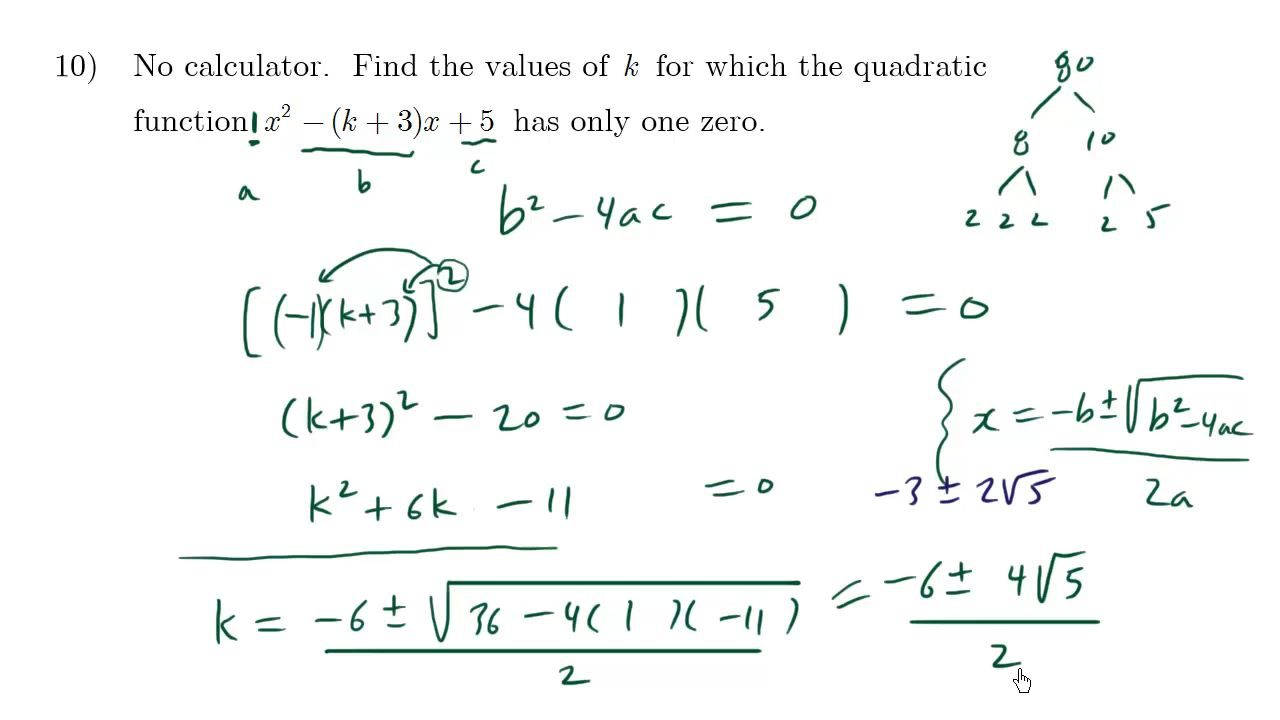 10) No calculator. Find the values of k for which the quadratic
function 1x² − (k + 3)x + 5 has only one zero.
a b c
80
8 10
2 2 2 2 5
b² − 4ac = 0
[(−1)(k+3)]² − 4( 1 )( 5 ) = 0
(k+3)² − 20 = 0
x = −b ± √(b² − 4ac) / 2a
k² + 6k − 11 = 0
−3 ± 2√5
k = −6 ± √(36 − 4( 1 )( −11 )) / 2 = −6 ± 4√5 / 2